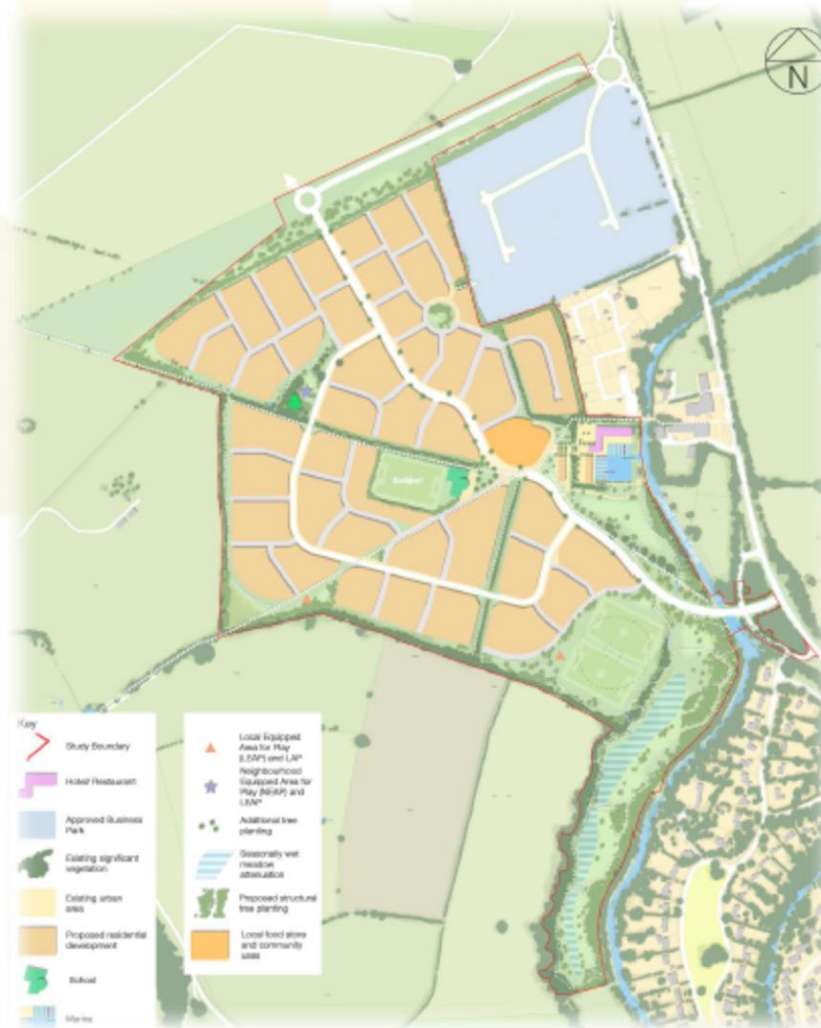 N
Key
Study Boundary
Hotel/ Restaurant
Approved Business
Park
Existing significant
vegetation
Existing urban
area
Proposed residential
development
School
Marina
Local Equipped
Area for Play
(LEAP) and LAP
Neighbourhood
Equipped Area for
Play (NEAP) and
LEAP
Additional tree
planting
Seasonally wet
meadow
attenuation
Proposed structural
tree planting
Local food store
and community
uses